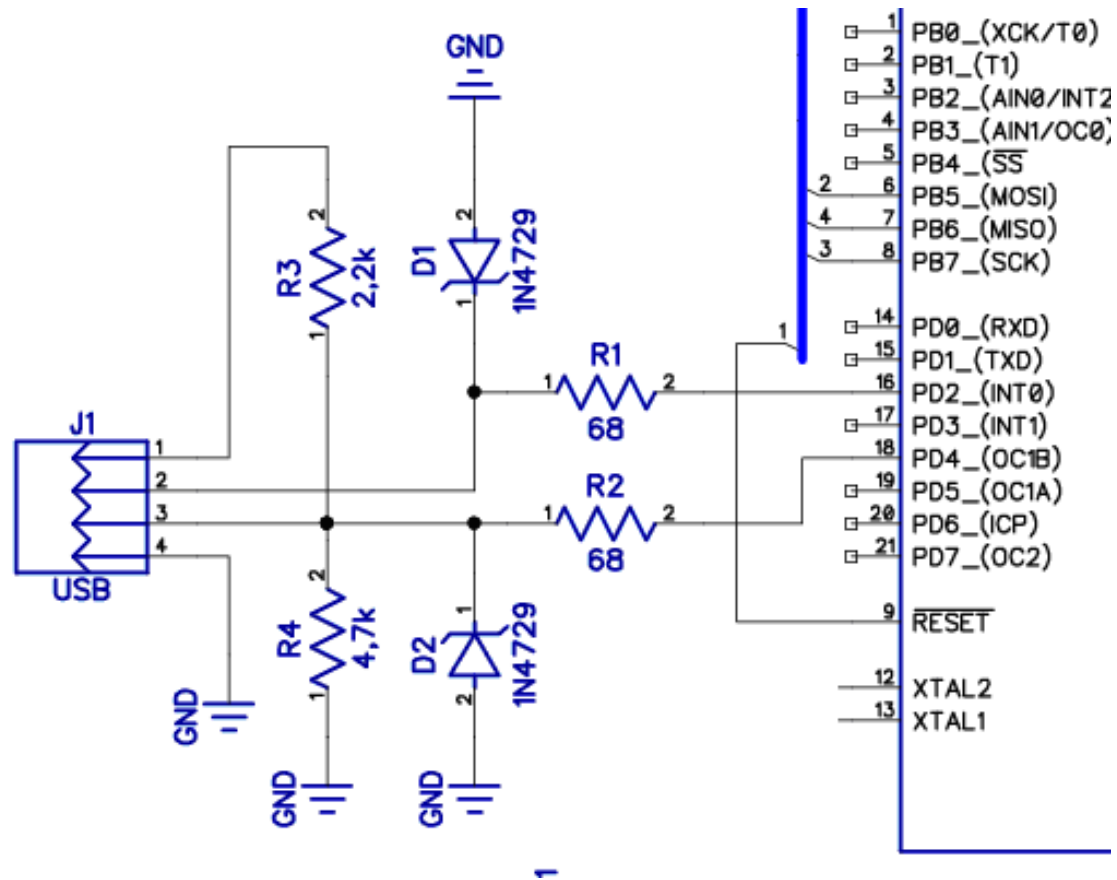 GND
2
D1
1N4729
1
2
R3
2,2k
1
J1
1
2
3
4
USB
GND
2
R4
4,7k
1
GND
1
D2
1N4729
2
GND
1
R1
2
68
1
R2
2
68
2
4
3
1
1 PB0_(XCK/T0)
2 PB1_(T1)
3 PB2_(AIN0/INT2
4 PB3_(AIN1/OC0)
5 PB4_(SS
6 PB5_(MOSI)
7 PB6_(MISO)
8 PB7_(SCK)
14 PD0_(RXD)
15 PD1_(TXD)
16 PD2_(INT0)
17 PD3_(INT1)
18 PD4_(OC1B)
19 PD5_(OC1A)
20 PD6_(ICP)
21 PD7_(OC2)
9 RESET
12 XTAL2
13 XTAL1